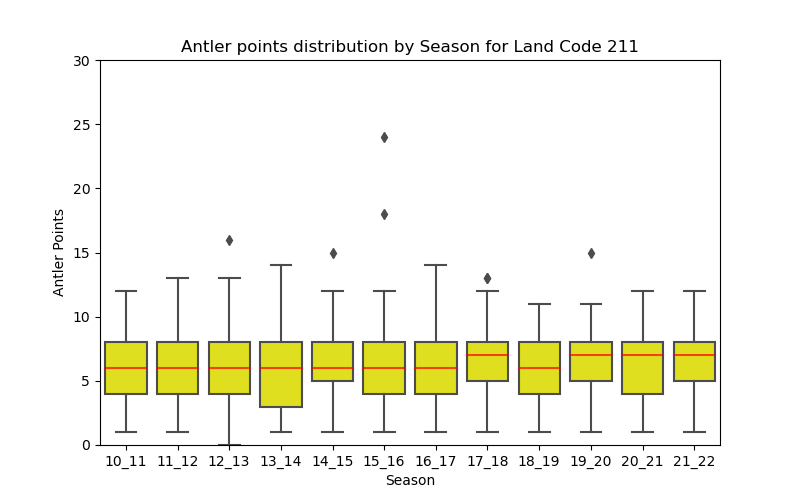 Antler points distribution by Season for Land Code 211
Antler Points
30
25
20
15
10
5
0
10_11 11_12 12_13 13_14 14_15 15_16 16_17 17_18 18_19 19_20 20_21 21_22
Season